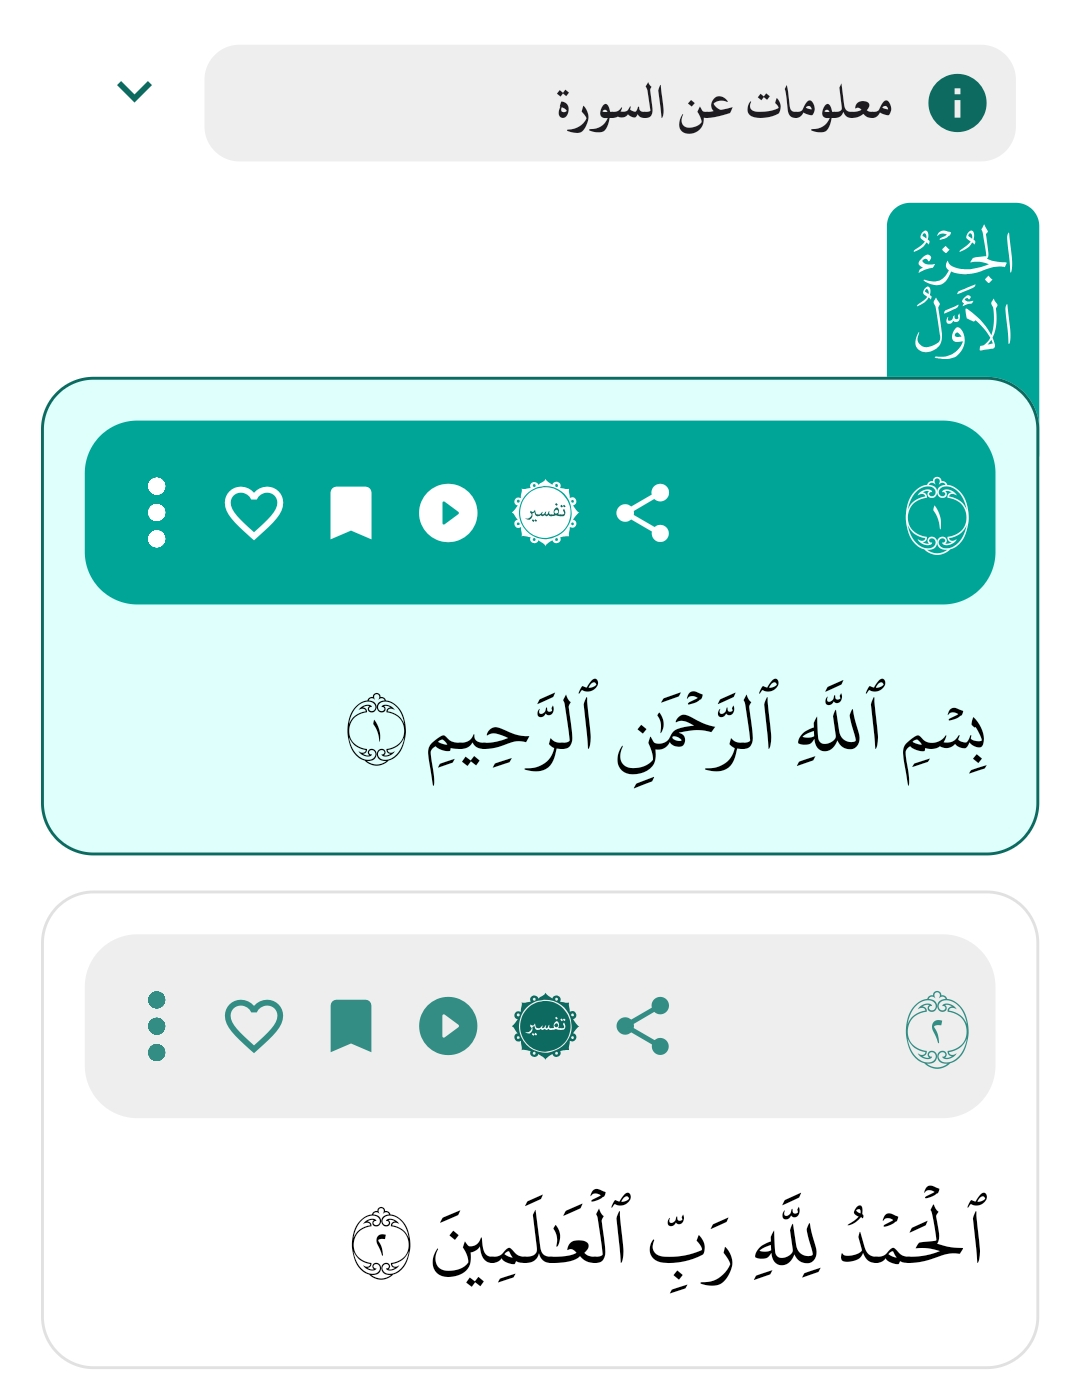 معلومات عن السورة
الجُزْءُ
الأَوَّلُ
١
تفسير
بِسْمِ ٱللَّهِ ٱلرَّحْمَٰنِ ٱلرَّحِيمِ ١
٢
تفسير
ٱلْحَمْدُ لِلَّهِ رَبِّ ٱلْعَٰلَمِينَ ٢